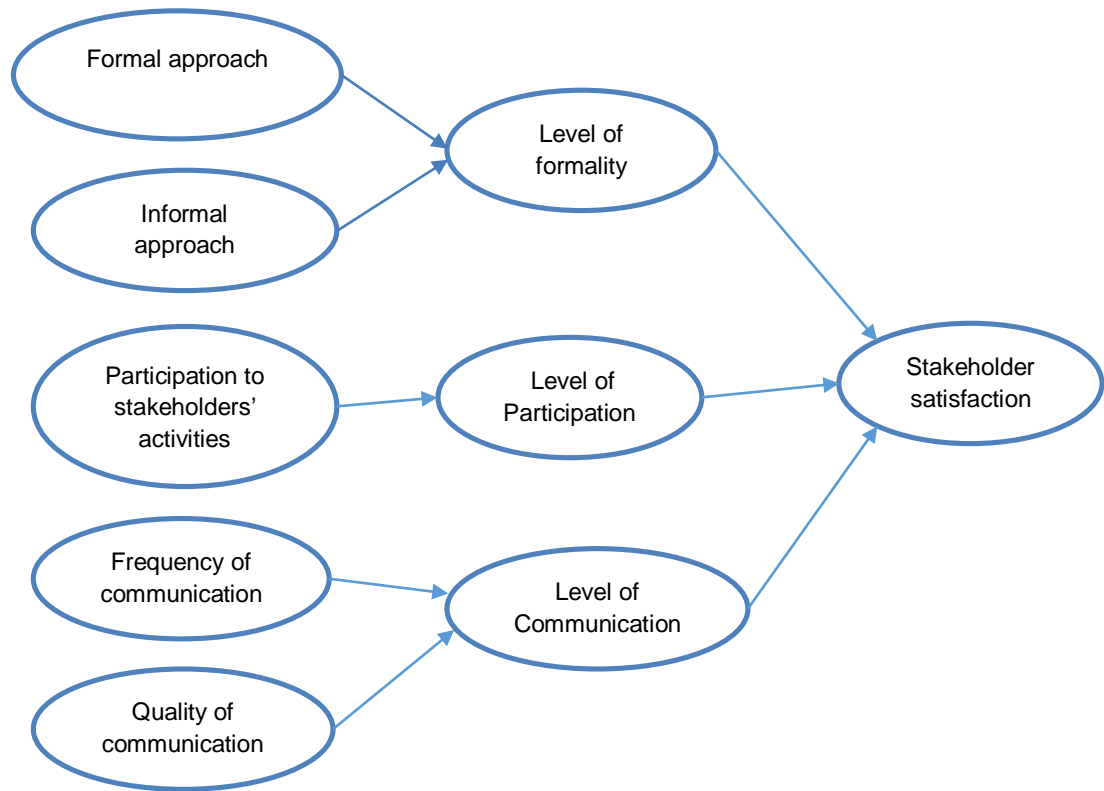 Formal approach
Informal
approach
Participation to
stakeholders’
activities
Frequency of
communication
Quality of
communication
Level of
formality
Level of
Participation
Level of
Communication
Stakeholder
satisfaction